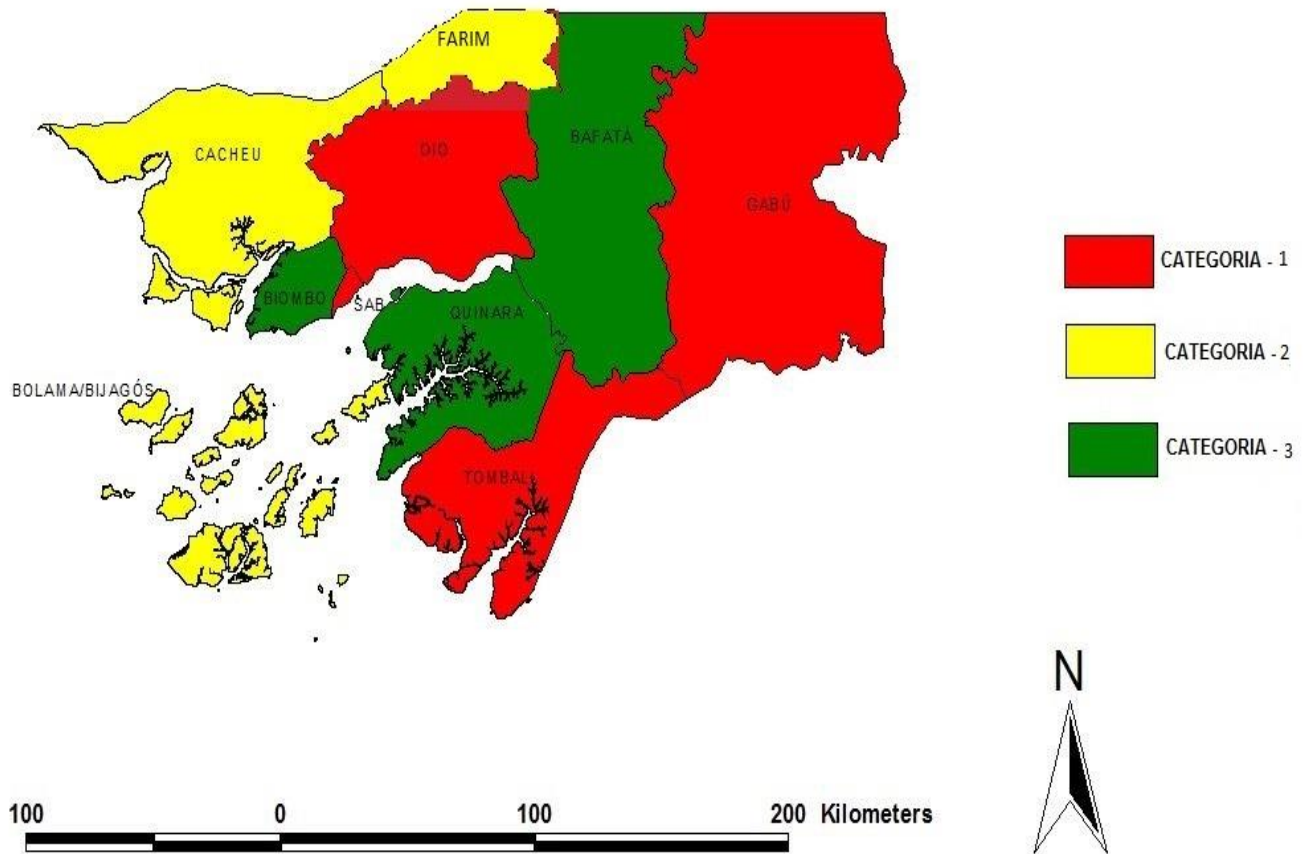 FARIM
CACHEU
OIO
BAFATÁ
GABÚ
BIOMBO
SAB
QUINARA
BOLAMA/BIJAGÓS
TOMBALI
CATEGORIA - 1
CATEGORIA - 2
CATEGORIA - 3
N
100 0 100 200 Kilometers